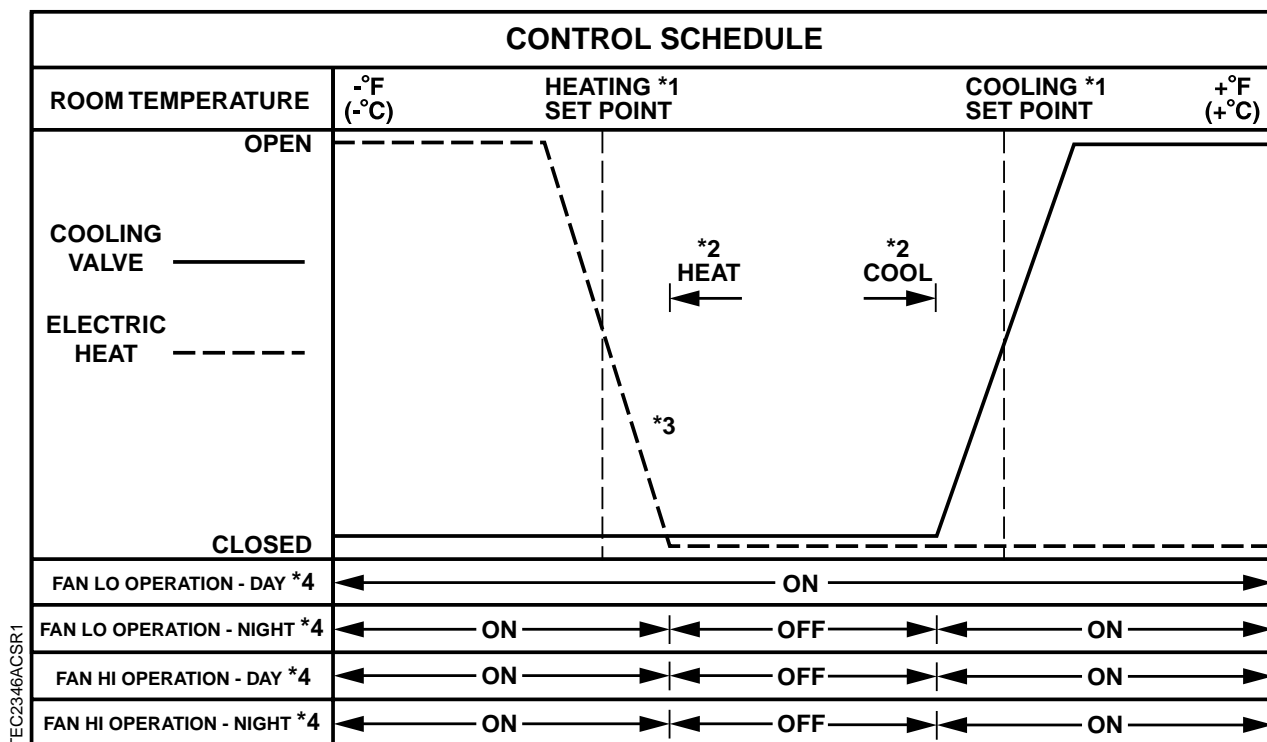 CONTROL SCHEDULE
ROOM TEMPERATURE
-°F
(-°C)
HEATING *1
SET POINT
COOLING *1
SET POINT
+°F
(+°C)
OPEN
COOLING
VALVE
ELECTRIC
HEAT
*2
HEAT
*2
COOL
*3
CLOSED
FAN LO OPERATION - DAY *4 ON
FAN LO OPERATION - NIGHT *4 ON OFF ON
FAN HI OPERATION - DAY *4 ON OFF ON
FAN HI OPERATION - NIGHT *4 ON OFF ON
TEC2346ACSR1